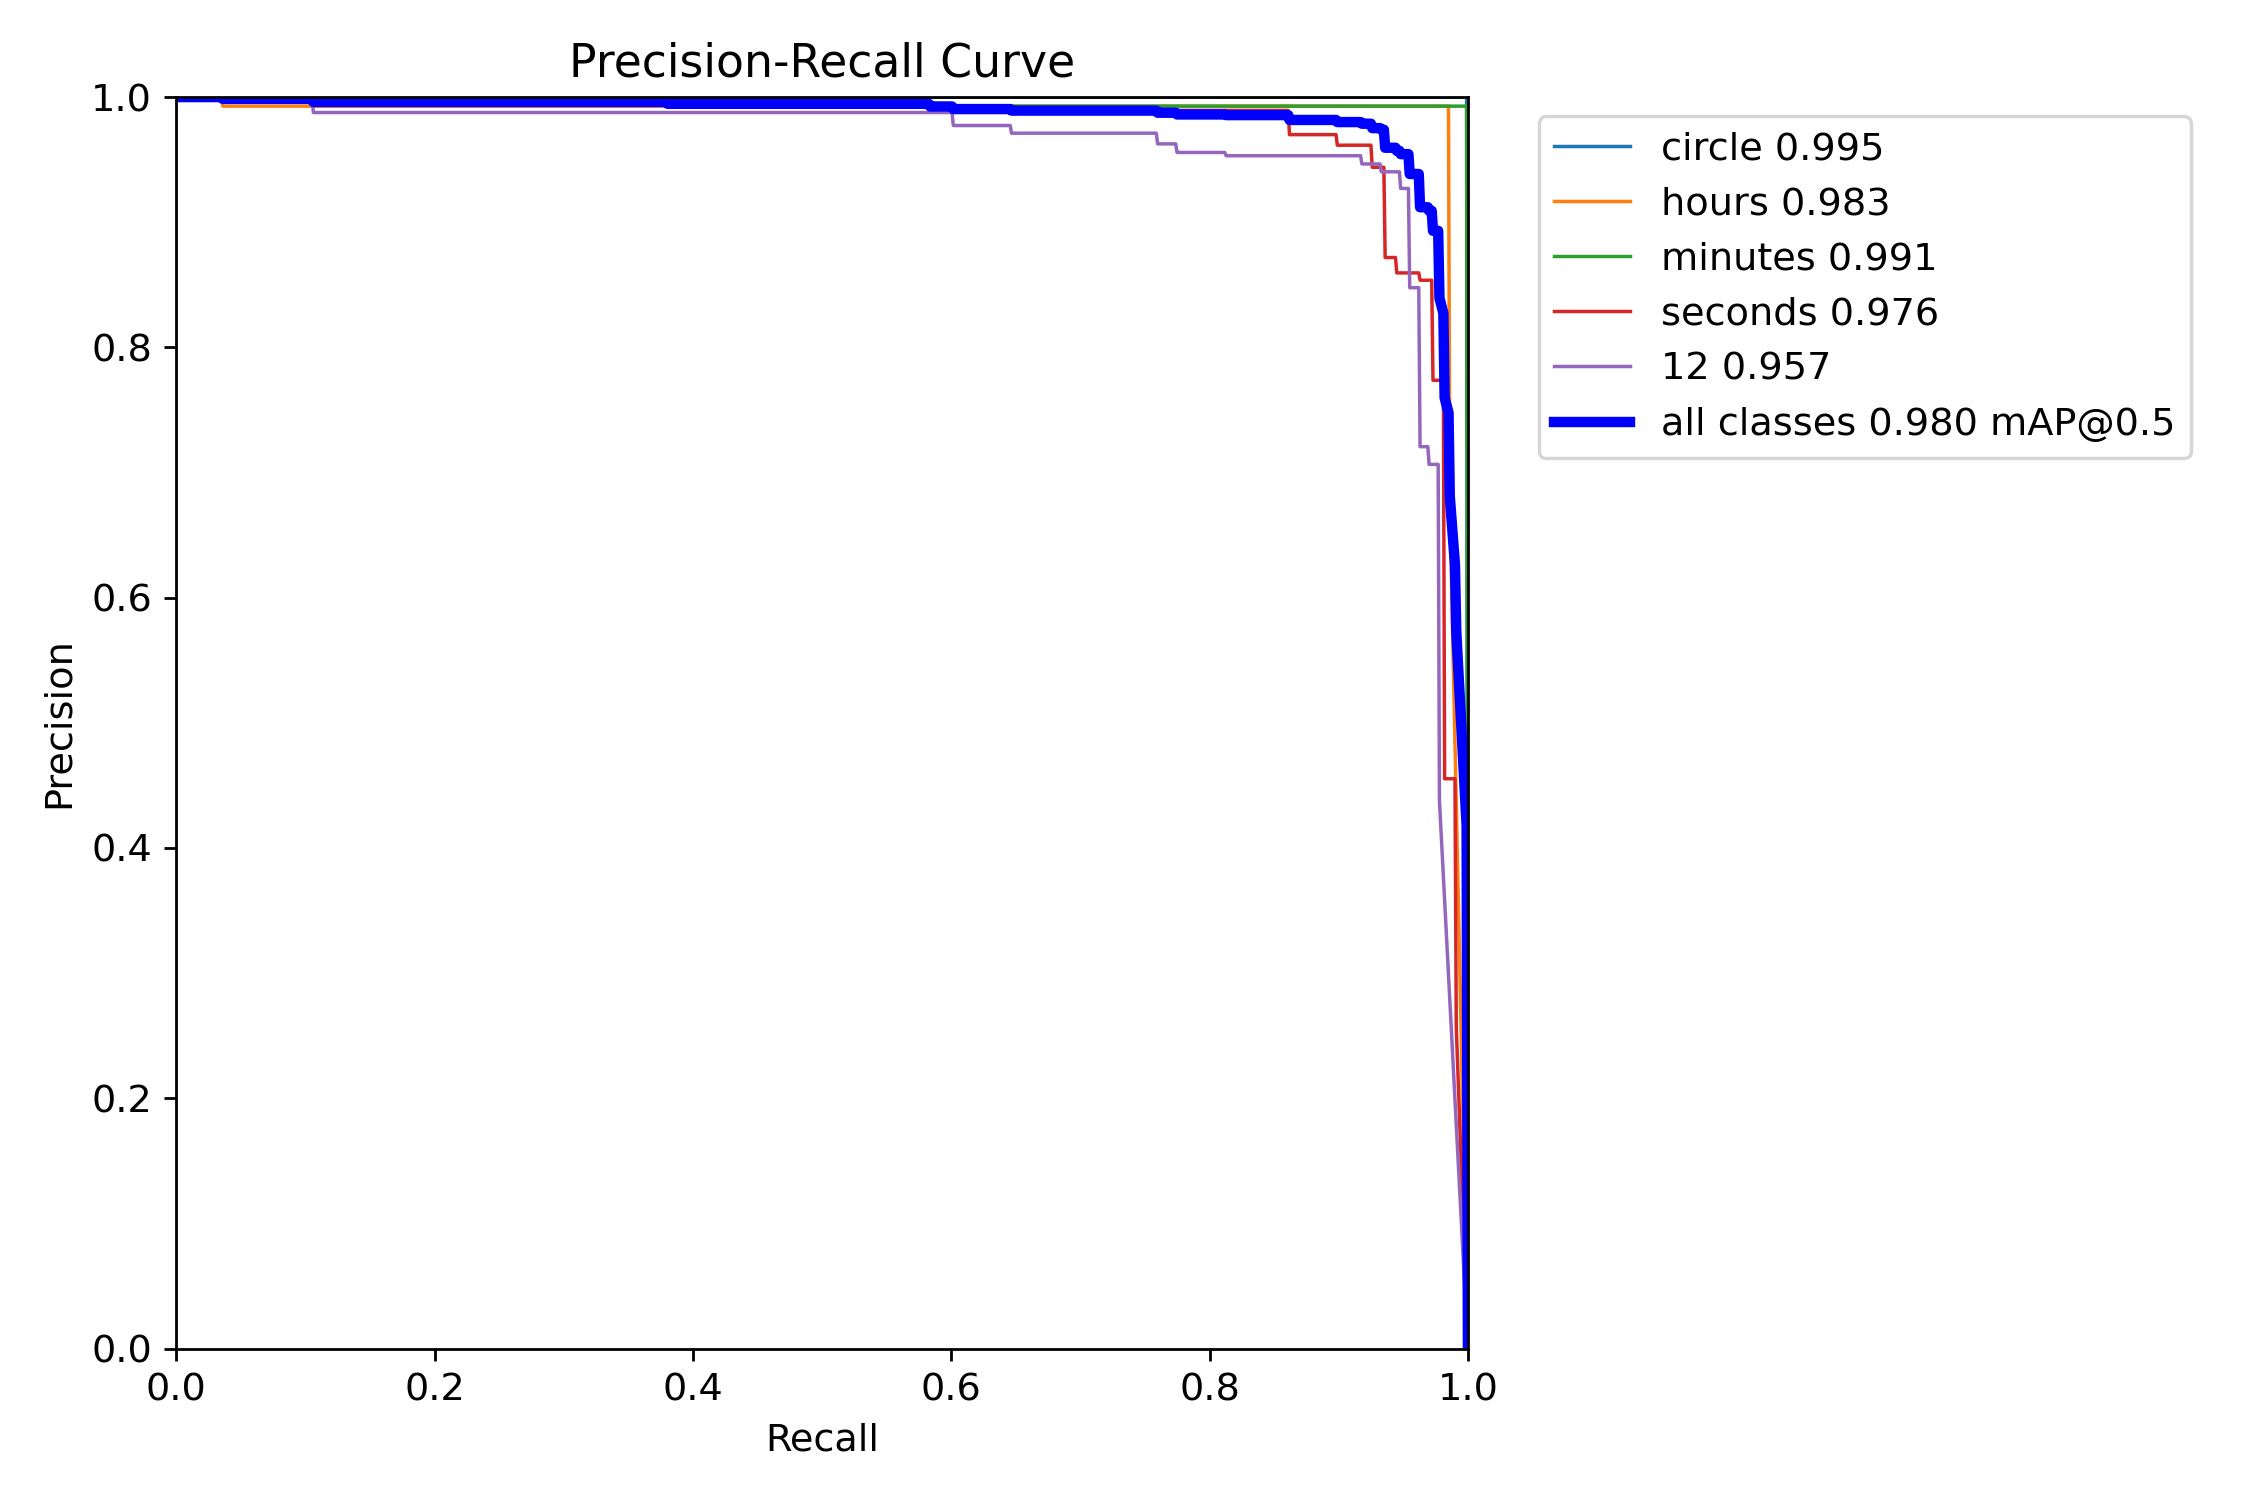 Precision-Recall Curve
1.0
0.8
0.6
0.4
0.2
0.0
Precision
0.0 0.2 0.4 0.6 0.8 1.0
Recall
circle 0.995
hours 0.983
minutes 0.991
seconds 0.976
12 0.957
all classes 0.980 mAP@0.5